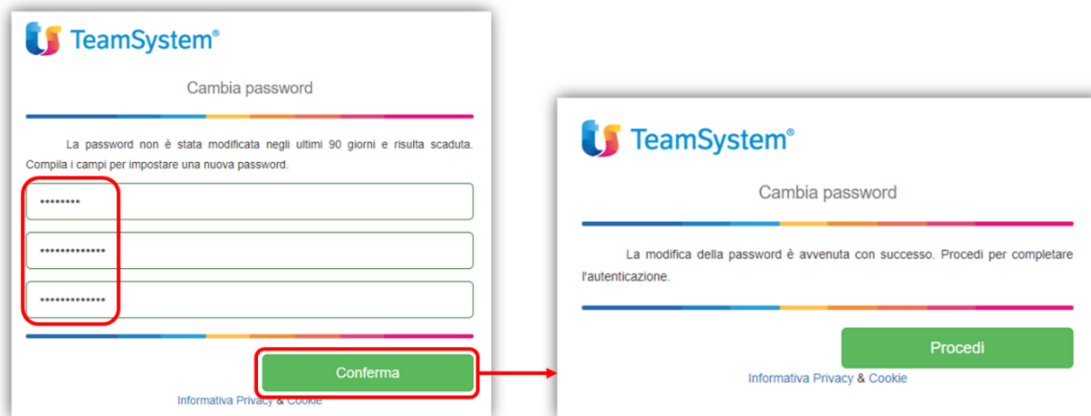 TeamSystem®
Cambia password
La password non è stata modificata negli ultimi 90 giorni e risulta scaduta.
Compila i campi per impostare una nuova password.
••••••••
•••••••••••••
•••••••••••••
Conferma
Informativa Privacy & Cookie
TeamSystem®
Cambia password
La modifica della password è avvenuta con successo. Procedi per completare
l'autenticazione.
Procedi
Informativa Privacy & Cookie